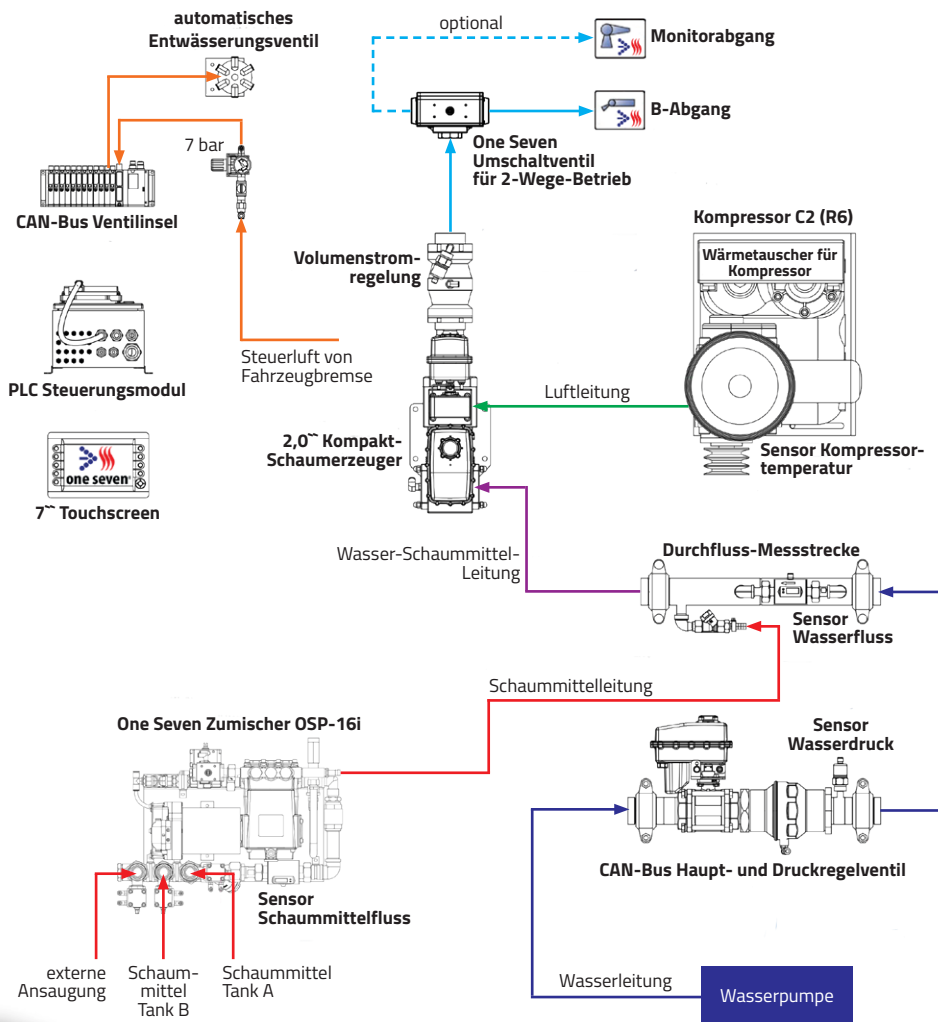 automatisches
Entwässerungsventil
optional
Monitorabgang
B-Abgang
7 bar
One Seven
Umschaltventil
für 2-Wege-Betrieb
CAN-Bus Ventilinsel
Kompressor C2 (R6)
Wärmetauscher für
Kompressor
Volumenstrom-
regelung
Steuerluft von
Fahrzeugbremse
PLC Steuerungsmodul
Luftleitung
2,0˜˜ Kompakt-
Schaumerzeuger
Sensor Kompressor-
temperatur
one seven®
7˜˜ Touchscreen
Wasser-Schaummittel-
Leitung
Durchfluss-Messstrecke
Sensor
Wasserfluss
Schaummittelleitung
One Seven Zumischer OSP-16i
Sensor
Wasserdruck
CAN-Bus Haupt- und Druckregelventil
Sensor
Schaummittelfluss
externe
Ansaugung
Schaum-
mittel
Tank B
Schaummittel
Tank A
Wasserleitung
Wasserpumpe